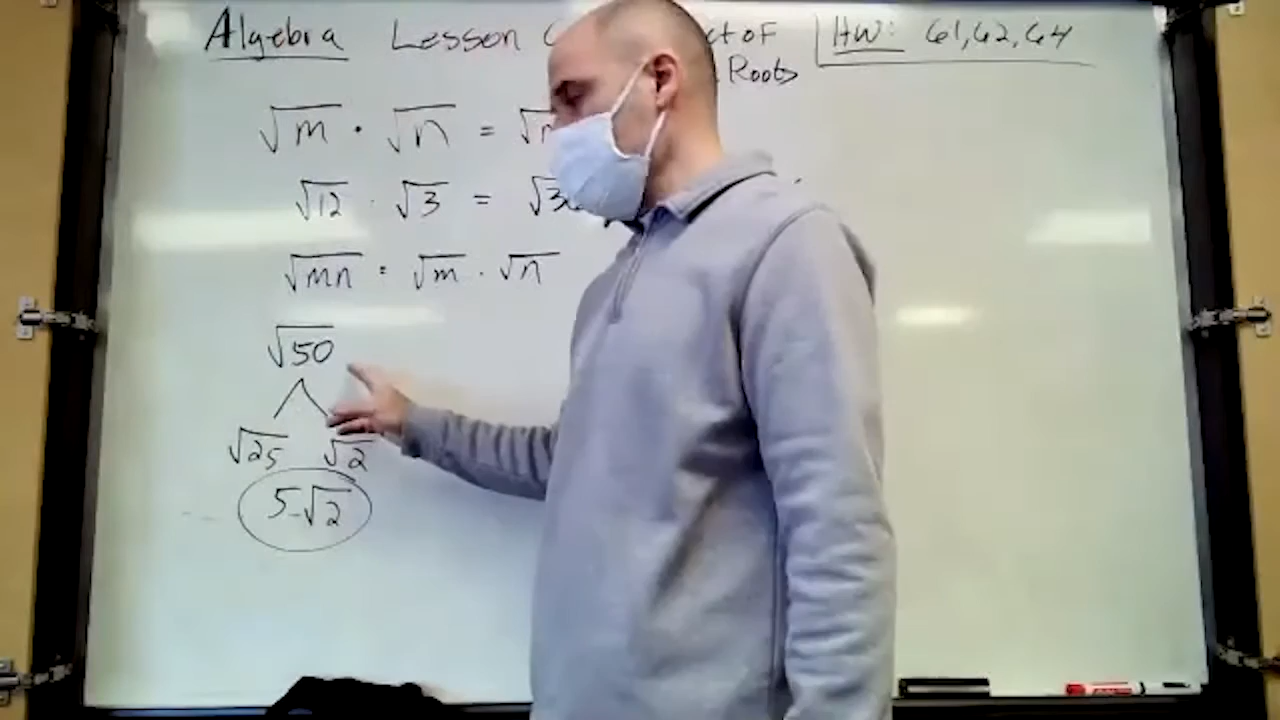 Algebra Lesson ct of HW: 61, 62, 64
Roots
√m · √n = √
√12 · √3 = √3
√mn = √m · √n
√50
√25 √2
5√2